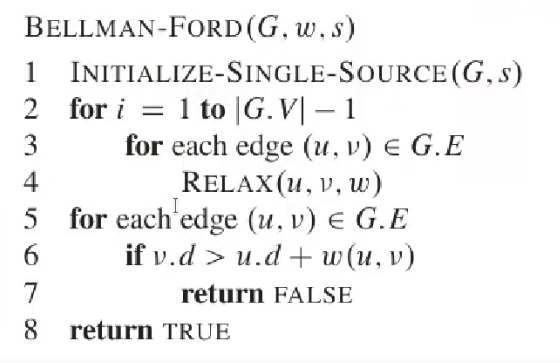 BELLMAN-FORD(G, w, s)
1 INITIALIZE-SINGLE-SOURCE(G, s)
2 for i = 1 to |G.V| − 1
3 for each edge (u, v) ∈ G.E
4 RELAX(u, v, w)
5 for each edge (u, v) ∈ G.E
6 if v.d > u.d + w(u, v)
7 return FALSE
8 return TRUE